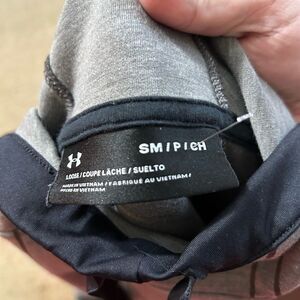 SM / P / CH
LOOSE / COUPE LÂCHE / SUELTO
MADE IN VIETNAM / FABRIQUÉ AU VIETNAM /
HECHO EN VIETNAM